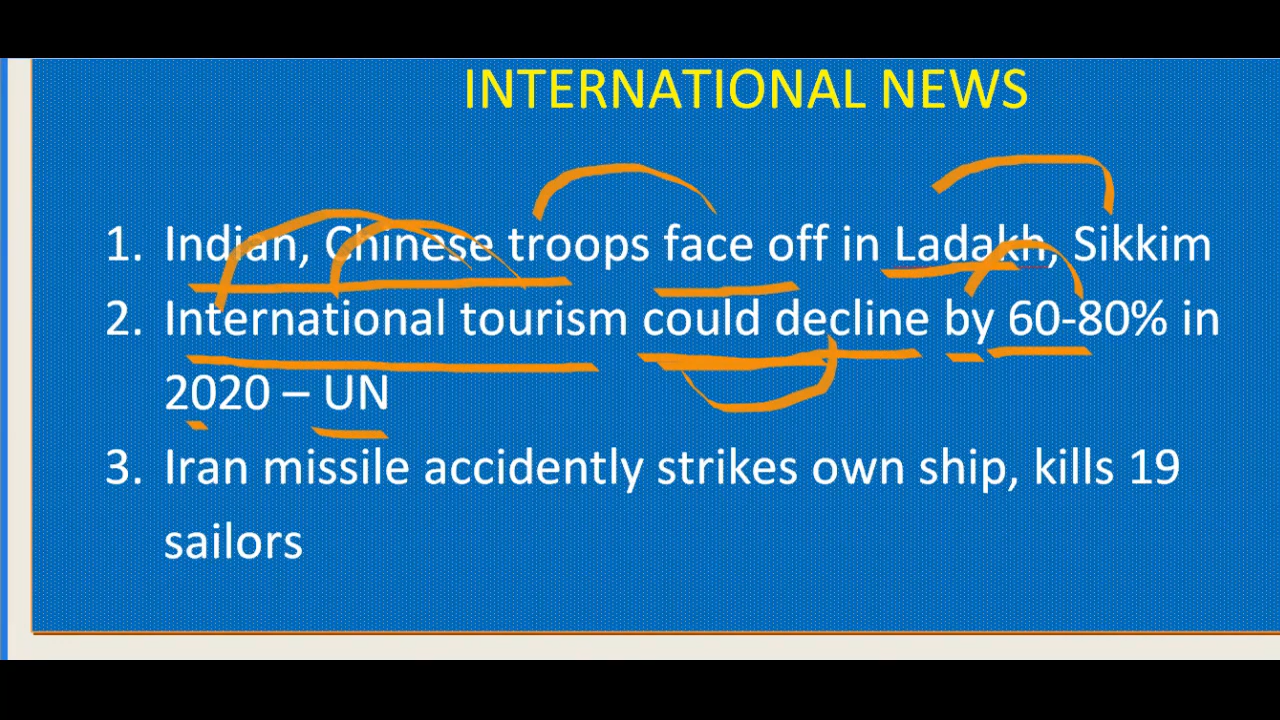 INTERNATIONAL NEWS
1. Indian, Chinese troops face off in Ladakh, Sikkim
2. International tourism could decline by 60-80% in
2020 – UN
3. Iran missile accidently strikes own ship, kills 19
sailors